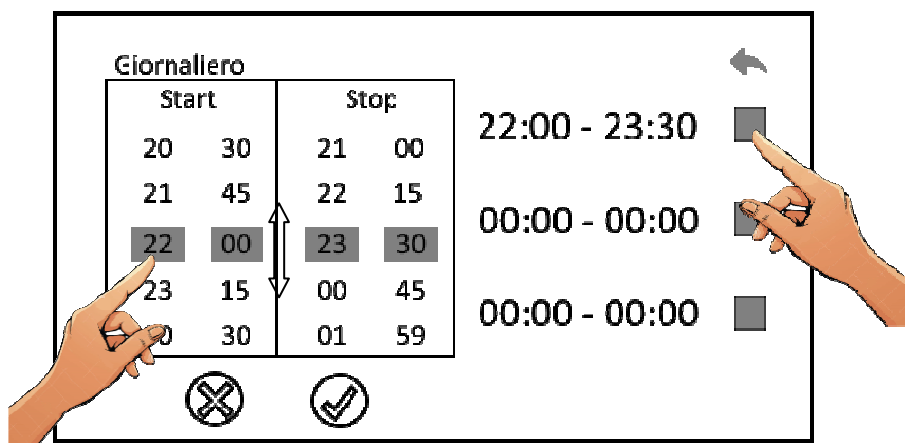 Giornaliero
Start Stop
20 30 21 00
21 45 22 15
22 00 23 30
23 15 00 45
30 01 59
22:00 - 23:30
00:00 - 00:00
00:00 - 00:00